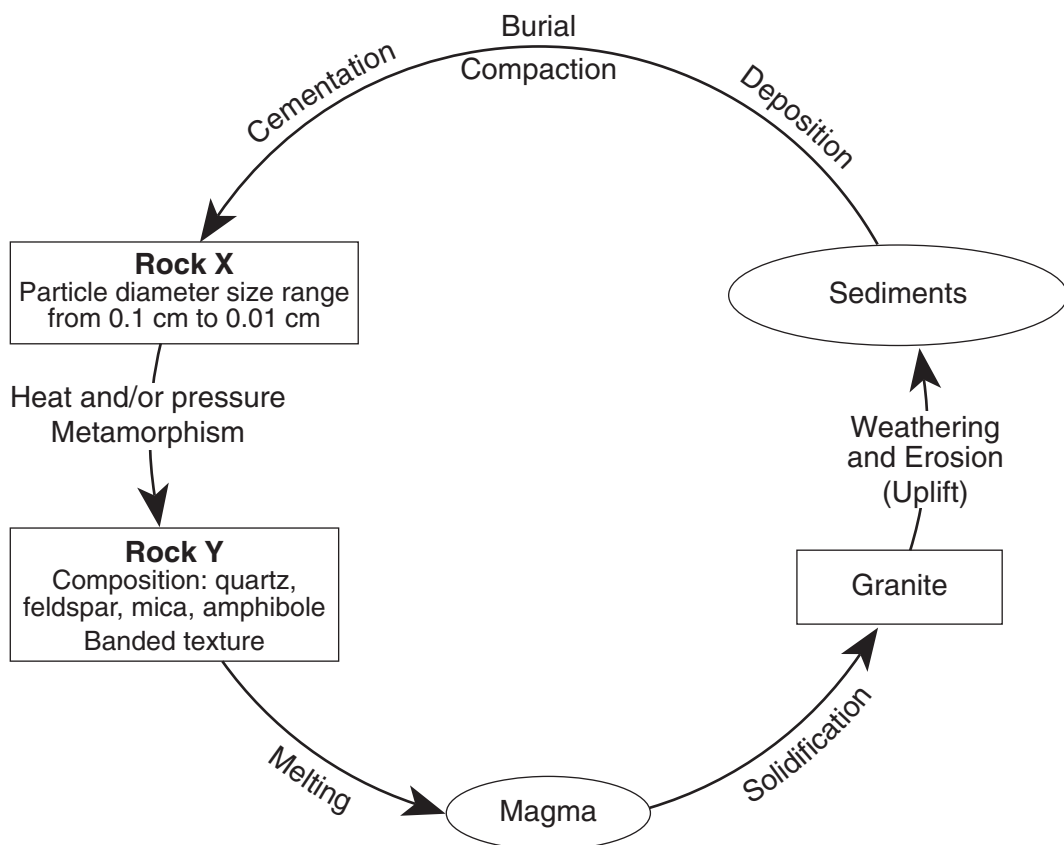 Burial
Compaction
Cementation
Deposition
Rock X
Particle diameter size range
from 0.1 cm to 0.01 cm
Sediments
Heat and/or pressure
Metamorphism
Weathering
and Erosion
(Uplift)
Rock Y
Composition: quartz,
feldspar, mica, amphibole
Banded texture
Granite
Melting
Solidification
Magma